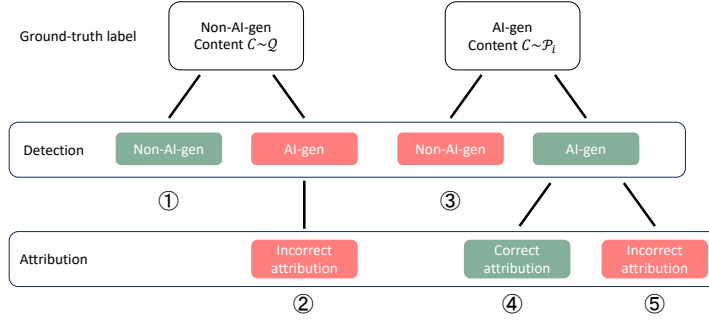 Ground-truth label
Non-AI-gen
Content 𝐶~𝒬
AI-gen
Content 𝐶~𝒫ᵢ
Detection
Non-AI-gen
AI-gen
Non-AI-gen
AI-gen
①
③
Attribution
Incorrect
attribution
Correct
attribution
Incorrect
attribution
②
④
⑤